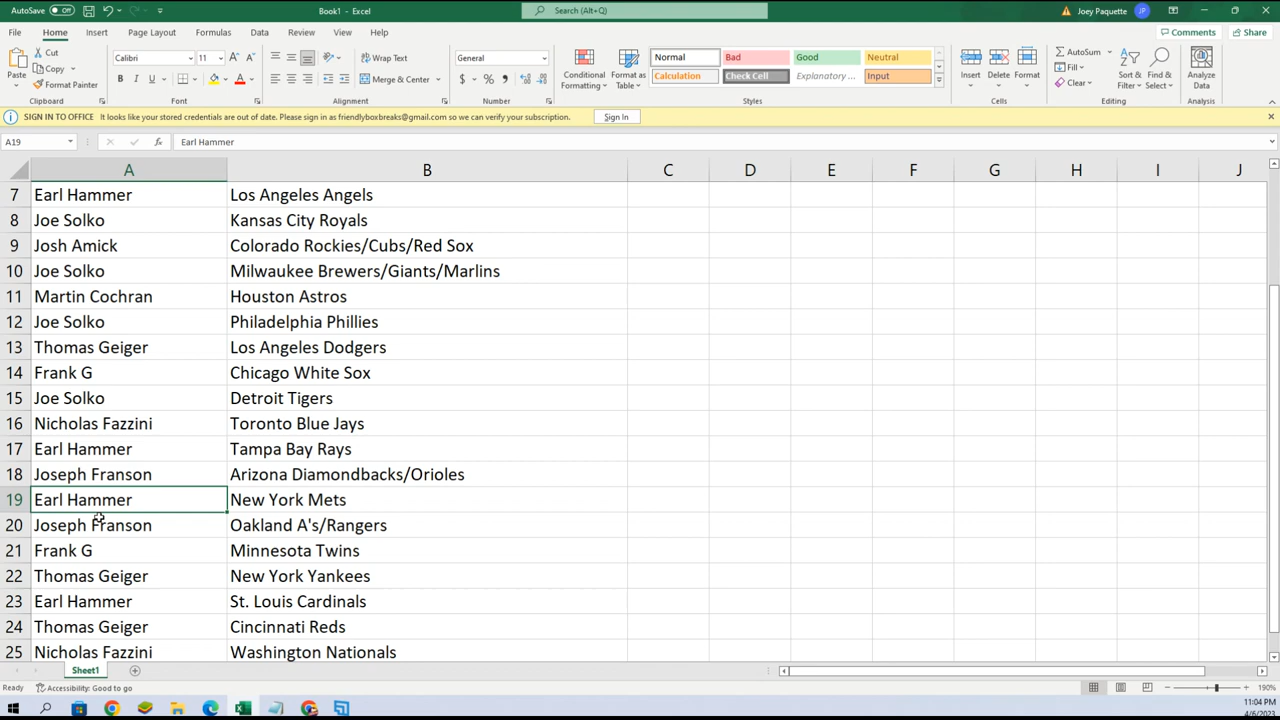 AutoSave Off Book1 - Excel Search (Alt+Q) Joey Paquette JP
File Home Insert Page Layout Formulas Data Review View Help Comments Share
Paste Cut Copy Format Painter Clipboard
Calibri 11 B I U A Font
Wrap Text Merge & Center Alignment
General $ % , Number
Conditional Formatting Format as Table
Normal Bad Good Neutral
Calculation Check Cell Explanatory ... Input
Styles
Insert Delete Format Cells
AutoSum Fill Clear Sort & Filter Find & Select Editing
Analyze Data Analysis
SIGN IN TO OFFICE It looks like your stored credentials are out of date. Please sign in as friendlyboxbreaks@gmail.com so we can verify your subscription. Sign In
A19 fx Earl Hammer
A B C D E F G H I J
7 Earl Hammer Los Angeles Angels
8 Joe Solko Kansas City Royals
9 Josh Amick Colorado Rockies/Cubs/Red Sox
10 Joe Solko Milwaukee Brewers/Giants/Marlins
11 Martin Cochran Houston Astros
12 Joe Solko Philadelphia Phillies
13 Thomas Geiger Los Angeles Dodgers
14 Frank G Chicago White Sox
15 Joe Solko Detroit Tigers
16 Nicholas Fazzini Toronto Blue Jays
17 Earl Hammer Tampa Bay Rays
18 Joseph Franson Arizona Diamondbacks/Orioles
19 Earl Hammer New York Mets
20 Joseph Franson Oakland A's/Rangers
21 Frank G Minnesota Twins
22 Thomas Geiger New York Yankees
23 Earl Hammer St. Louis Cardinals
24 Thomas Geiger Cincinnati Reds
25 Nicholas Fazzini Washington Nationals
Sheet1
Ready Accessibility: Good to go 190%
11:04 PM
4/6/2023